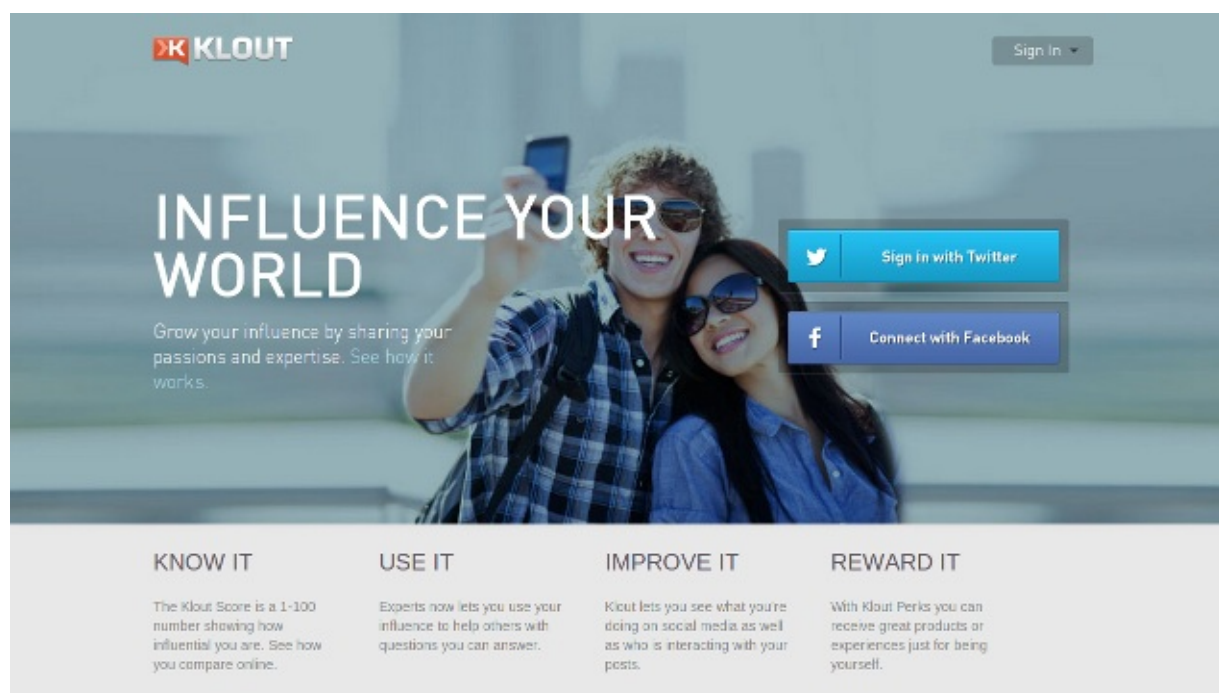 KLOUT
Sign In
INFLUENCE YOUR
WORLD
Grow your influence by sharing your
passions and expertise. See how it
works.
Sign in with Twitter
Connect with Facebook
KNOW IT
The Klout Score is a 1-100
number showing how
influential you are. See how
you compare online.
USE IT
Experts now lets you use your
influence to help others with
questions you can answer.
IMPROVE IT
Klout lets you see what you're
doing on social media as well
as who is interacting with your
posts.
REWARD IT
With Klout Perks you can
receive great products or
experiences just for being
yourself.